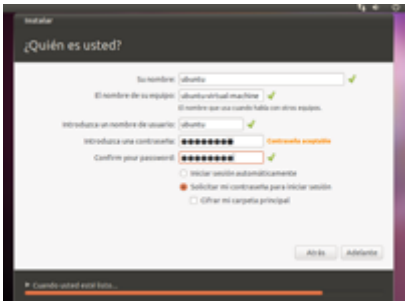 Instalar
¿Quién es usted?
Su nombre: ubuntu
El nombre de su equipo: ubuntu-virtual-machine
El nombre que usa cuando habla con otros equipos.
Introduzca un nombre de usuario: ubuntu
Introduzca una contraseña: ●●●●●●●● Contraseña aceptable
Confirm your password: ●●●●●●●●
Iniciar sesión automáticamente
Solicitar mi contraseña para iniciar sesión
Cifrar mi carpeta principal
Atrás Adelante
Cuando usted esté listo...